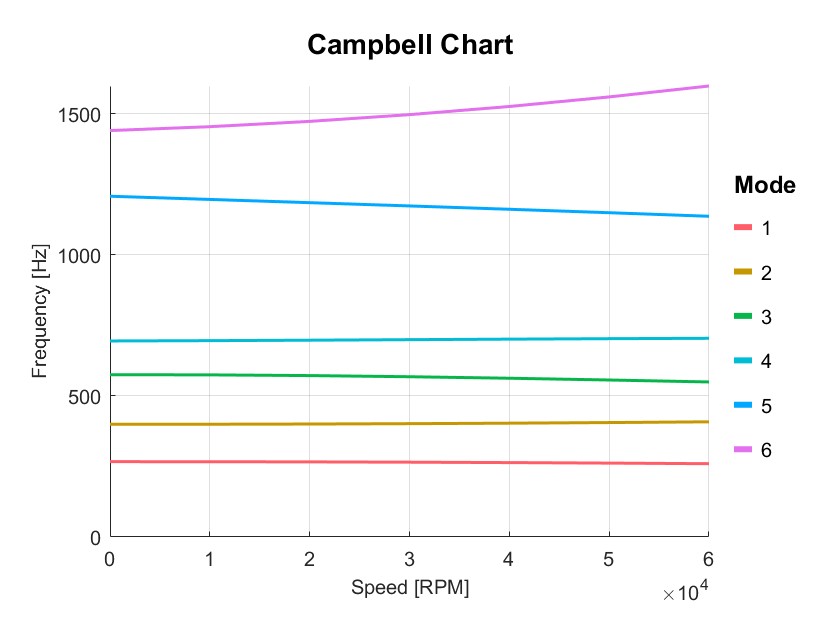 Campbell Chart
Frequency [Hz]
1500
1000
500
0
0 1 2 3 4 5 6
Speed [RPM]
×10⁴
Mode
1
2
3
4
5
6